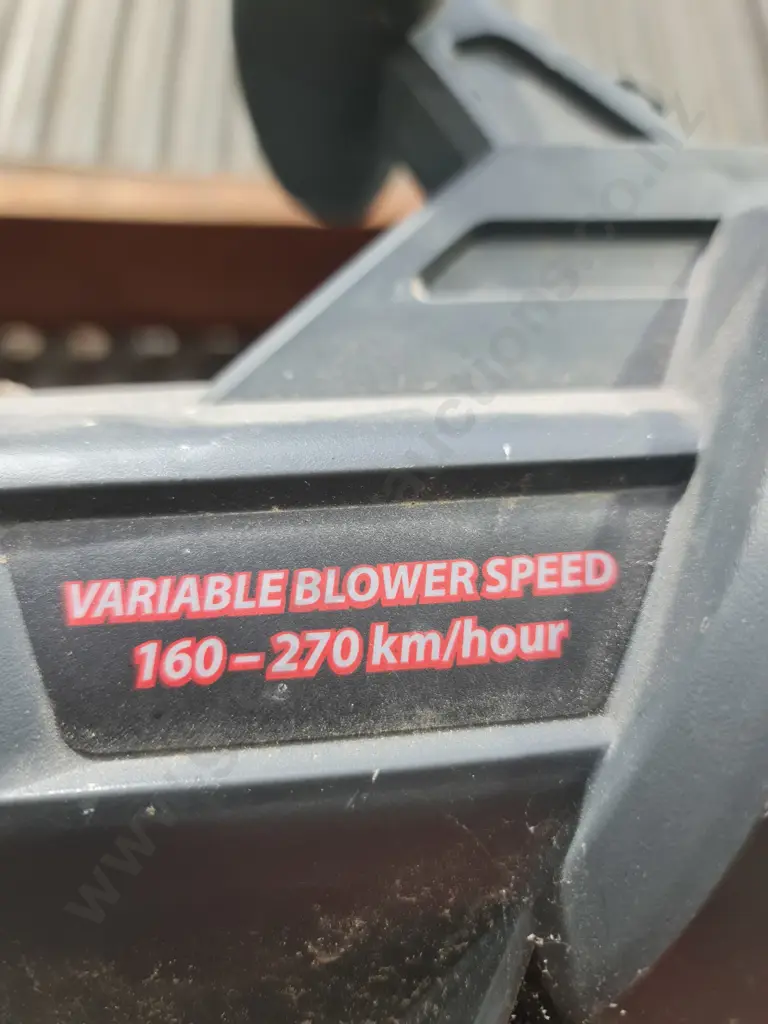 VARIABLE BLOWER SPEED
160 – 270 km/hour